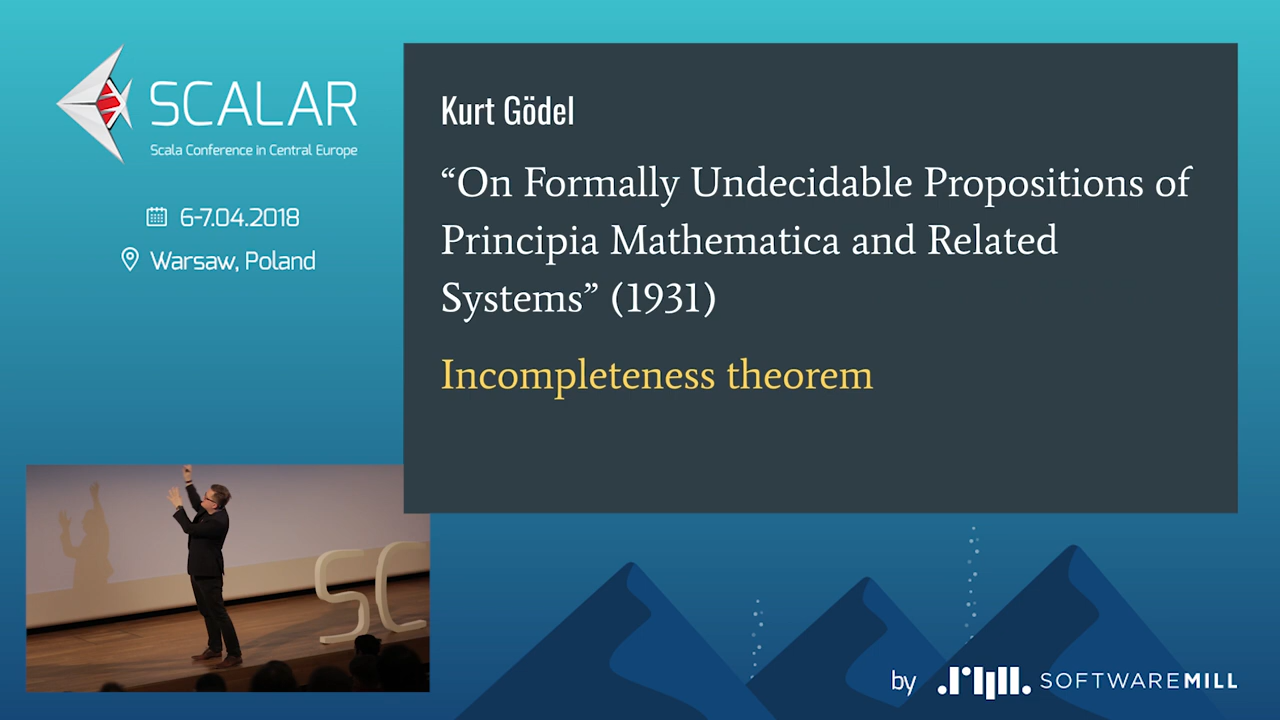 SCALAR
Scala Conference in Central Europe
6-7.04.2018
Warsaw, Poland
Kurt Gödel
“On Formally Undecidable Propositions of
Principia Mathematica and Related
Systems” (1931)
Incompleteness theorem
SC
by SOFTWAREMILL